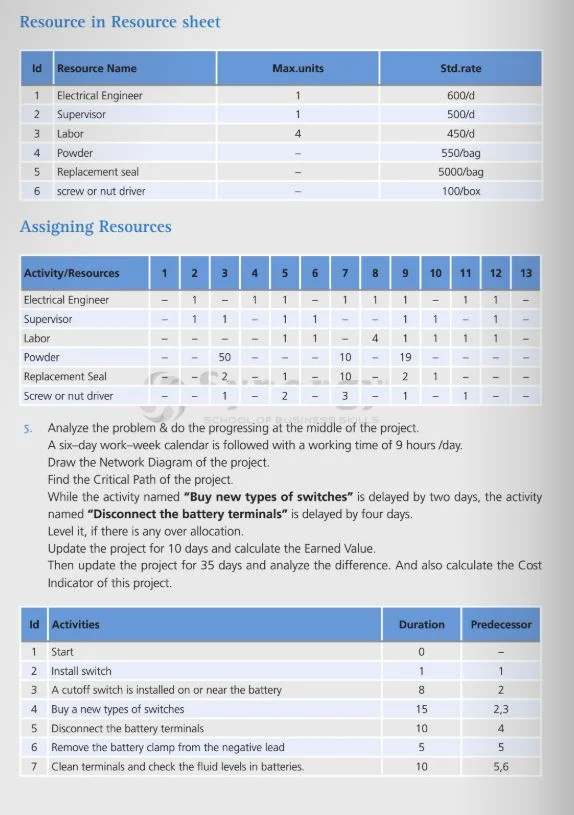 Resource in Resource sheet
Id Resource Name Max.units Std.rate
1 Electrical Engineer 1 600/d
2 Supervisor 1 500/d
3 Labor 4 450/d
4 Powder – 550/bag
5 Replacement seal – 5000/bag
6 screw or nut driver – 100/box
Assigning Resources
Activity/Resources 1 2 3 4 5 6 7 8 9 10 11 12 13
Electrical Engineer – 1 – 1 1 – 1 1 1 – 1 1 –
Supervisor – 1 1 – 1 1 – – 1 1 – 1 –
Labor – – – – 1 1 – 4 1 1 1 1 –
Powder – – 50 – – – 10 – 19 – – – –
Replacement Seal – – 2 – 1 – 10 – 2 1 – – –
Screw or nut driver – – 1 – 2 – 3 – 1 – 1 – –
SCHOOL OF BUSINESS SKILLS
5. Analyze the problem & do the progressing at the middle of the project.
A six–day work–week calendar is followed with a working time of 9 hours /day.
Draw the Network Diagram of the project.
Find the Critical Path of the project.
While the activity named “Buy new types of switches” is delayed by two days, the activity
named “Disconnect the battery terminals” is delayed by four days.
Level it, if there is any over allocation.
Update the project for 10 days and calculate the Earned Value.
Then update the project for 35 days and analyze the difference. And also calculate the Cost
Indicator of this project.
Id Activities Duration Predecessor
1 Start 0 –
2 Install switch 1 1
3 A cutoff switch is installed on or near the battery 8 2
4 Buy a new types of switches 15 2,3
5 Disconnect the battery terminals 10 4
6 Remove the battery clamp from the negative lead 5 5
7 Clean terminals and check the fluid levels in batteries. 10 5,6